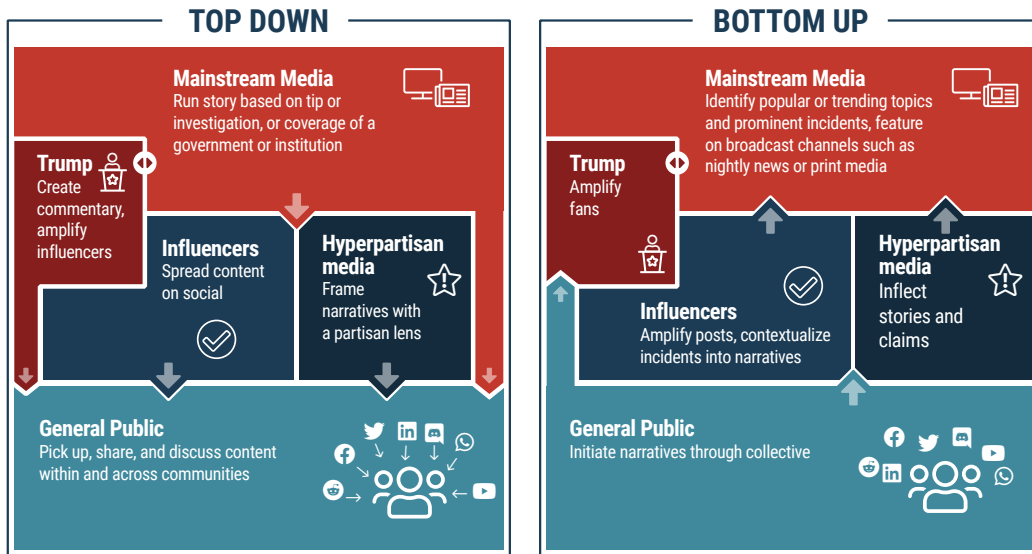 TOP DOWN
Mainstream Media
Run story based on tip or
investigation, or coverage of a
government or institution
Trump
Create
commentary,
amplify
influencers
Influencers
Spread content
on social
Hyperpartisan
media
Frame
narratives with
a partisan lens
General Public
Pick up, share, and discuss content
within and across communities
BOTTOM UP
Mainstream Media
Identify popular or trending topics
and prominent incidents, feature
on broadcast channels such as
nightly news or print media
Trump
Amplify
fans
Influencers
Amplify posts, contextualize
incidents into narratives
Hyperpartisan
media
Inflect
stories and
claims
General Public
Initiate narratives through collective